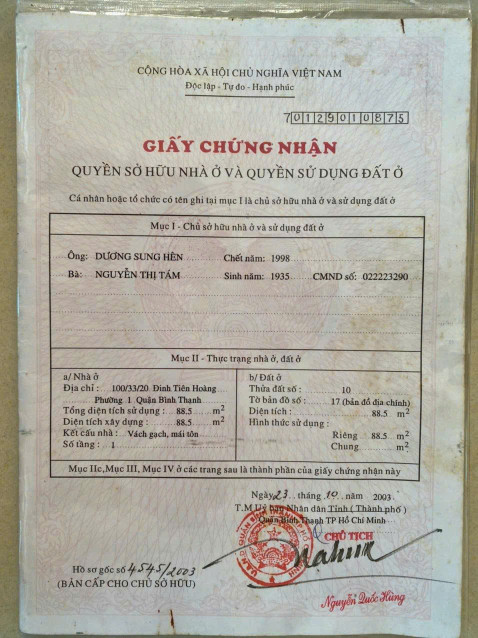 CỘNG HÒA XÃ HỘI CHỦ NGHĨA VIỆT NAM
Độc lập - Tự do - Hạnh phúc
70129010875
GIẤY CHỨNG NHẬN
QUYỀN SỞ HỮU NHÀ Ở VÀ QUYỀN SỬ DỤNG ĐẤT Ở
Cá nhân hoặc tổ chức có tên ghi tại mục I là chủ sở hữu nhà ở và sử dụng đất ở
Mục I - Chủ sở hữu nhà ở và sử dụng đất ở
Ông: DƯƠNG SUNG HÊN Chết năm: 1998
Bà: NGUYỄN THỊ TÁM Sinh năm: 1935 CMND số: 022223290
Mục II - Thực trạng nhà ở, đất ở
a/ Nhà ở
Địa chỉ : 100/33/20 Đinh Tiên Hoàng
Phường 1 Quận Bình Thạnh
Tổng diện tích sử dụng : 88.5 m2
Diện tích xây dựng : 88.5 m2
Kết cấu nhà : Vách gạch, mái tôn
Số tầng : 1
b/ Đất ở
Thửa đất số : 10
Tờ bản đồ số : 17 (bản đồ địa chính)
Diện tích : 88.5 m2
Hình thức sử dụng :
Riêng 88.5 m2
Chung m2
Mục IIc, Mục III, Mục IV ở các trang sau là thành phần của giấy chứng nhận này
Ngày 23 tháng 10 năm 2003
T.M Uỷ ban Nhân dân Tỉnh ( Thành phố )
Quận Bình Thạnh TP Hồ Chí Minh
CHỦ TỊCH
Hồ sơ gốc số 4545/2003
(BẢN CẤP CHO CHỦ SỞ HỮU)
Nguyễn Quốc Hùng